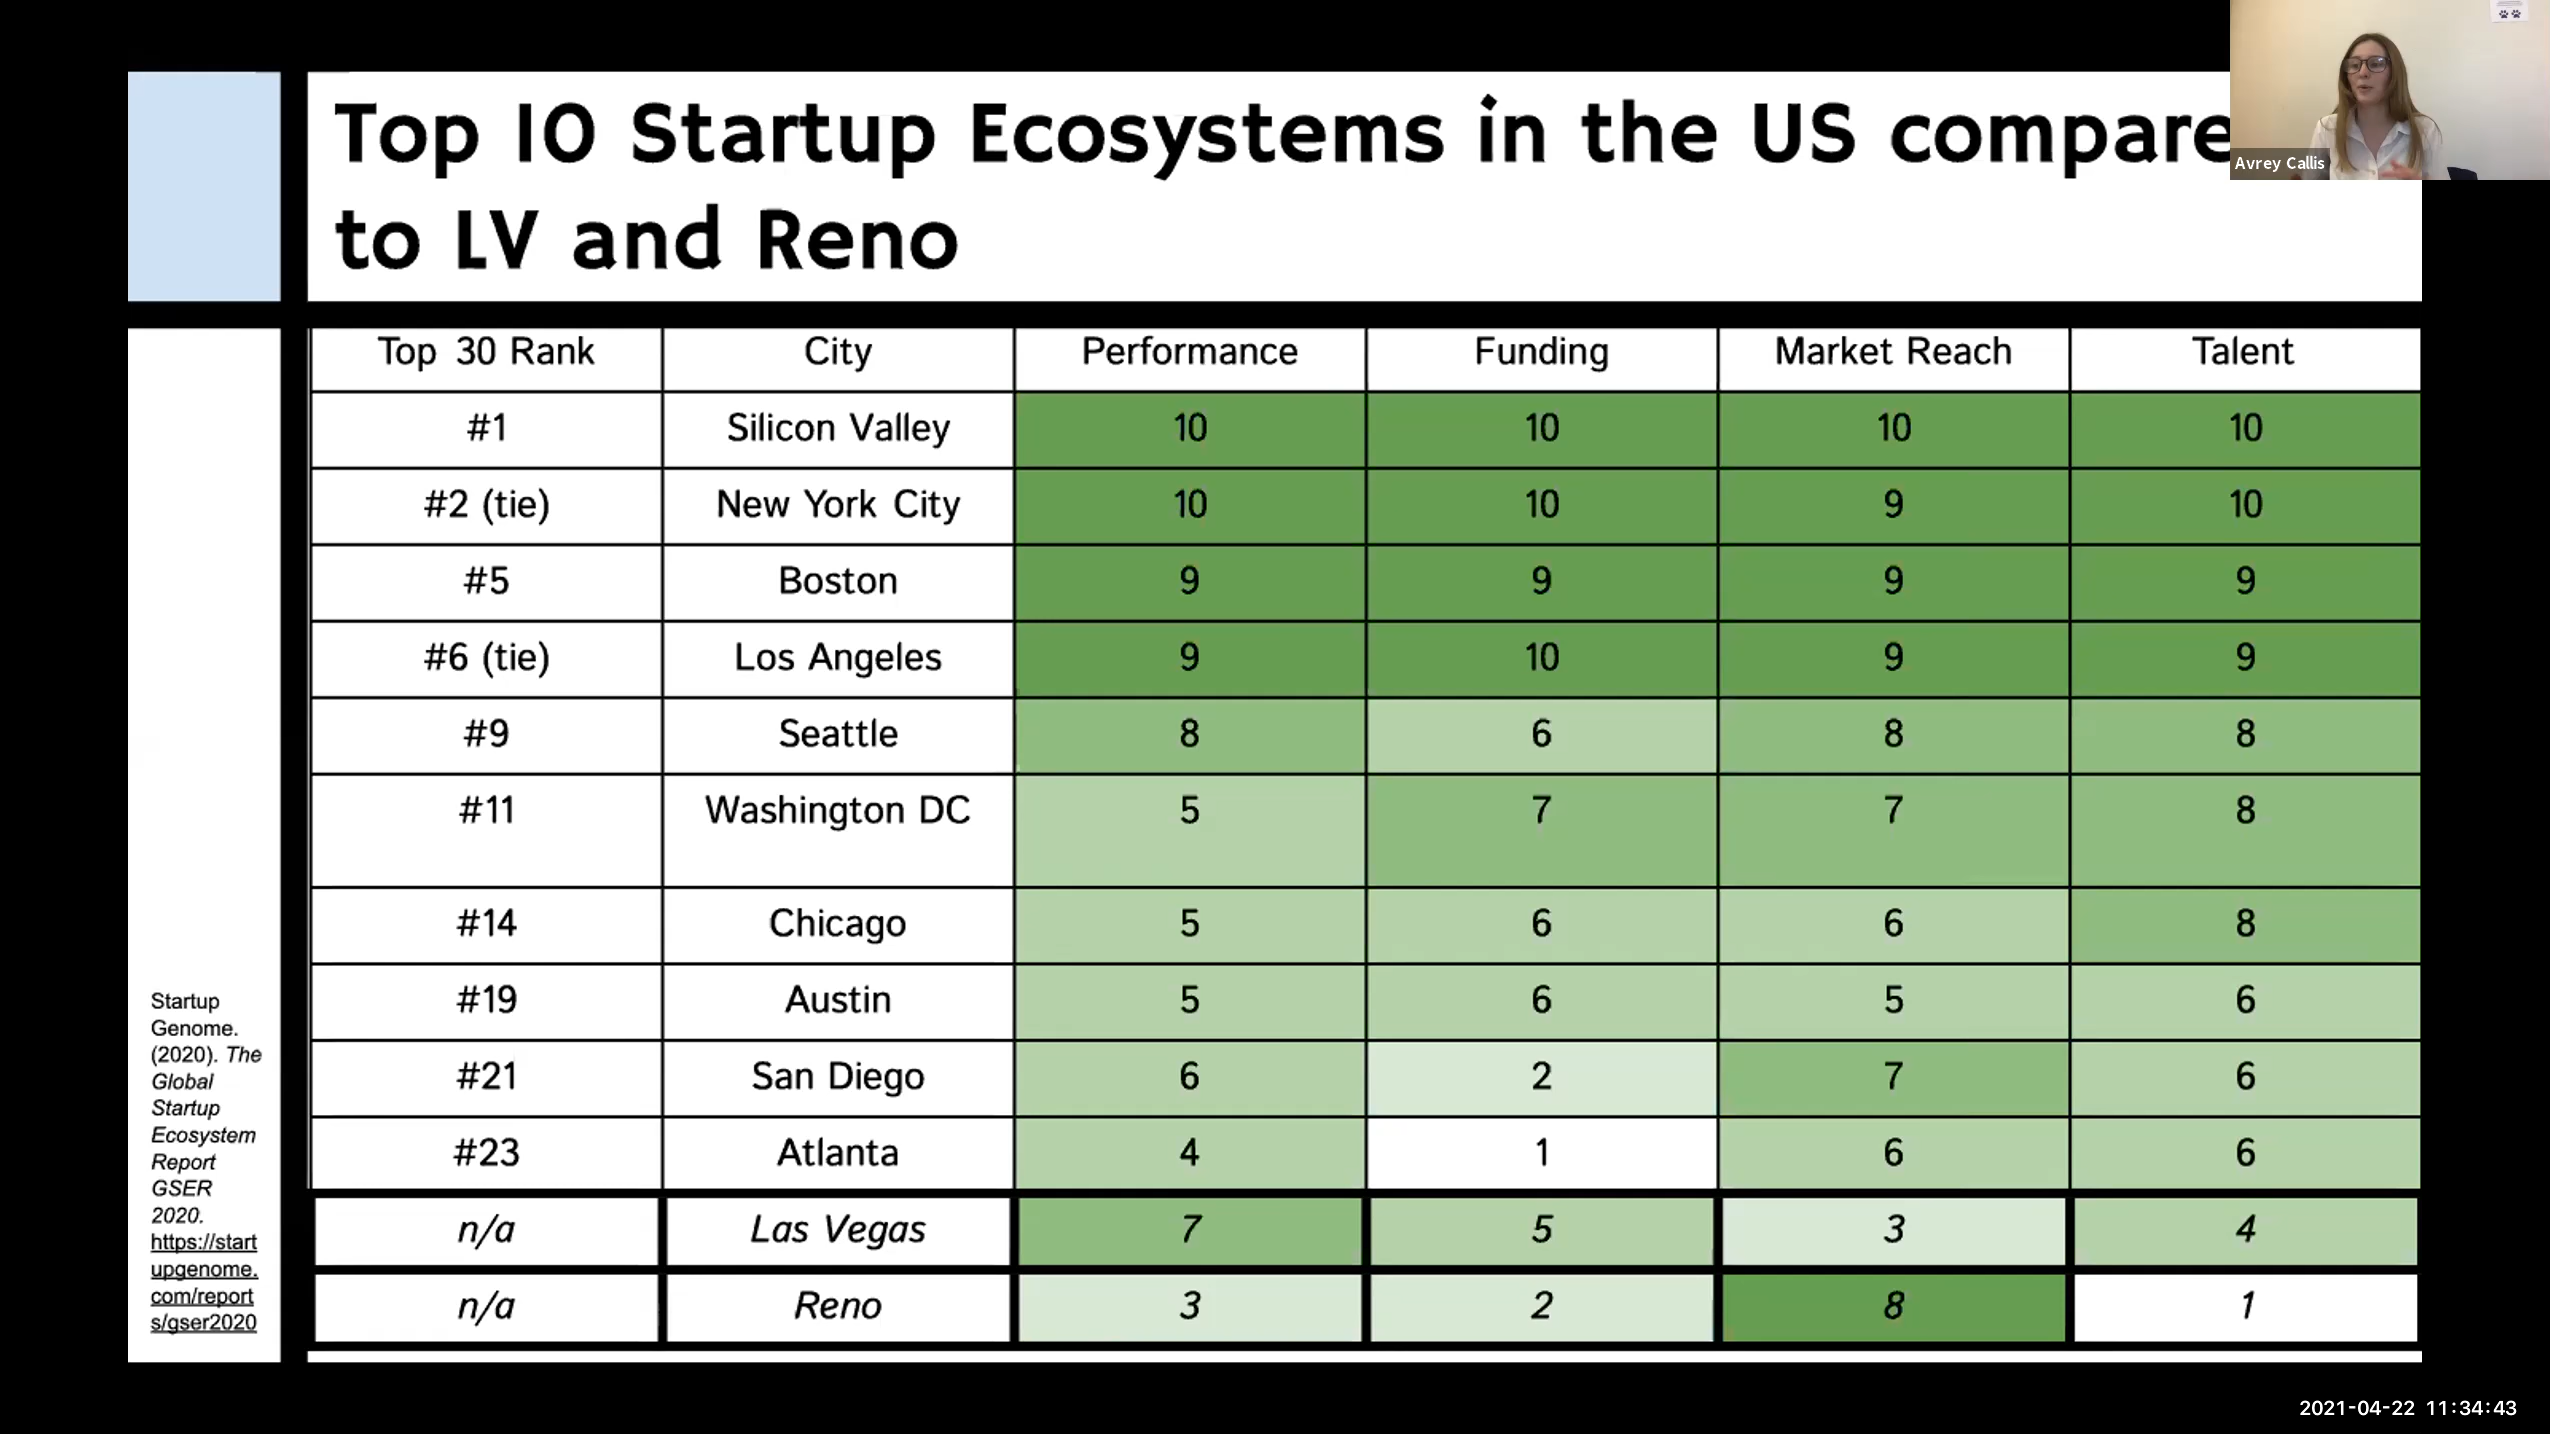 Top 10 Startup Ecosystems in the US compare
to LV and Reno
Avrey Callis
Top 30 Rank City Performance Funding Market Reach Talent
#1 Silicon Valley 10 10 10 10
#2 (tie) New York City 10 10 9 10
#5 Boston 9 9 9 9
#6 (tie) Los Angeles 9 10 9 9
#9 Seattle 8 6 8 8
#11 Washington DC 5 7 7 8
#14 Chicago 5 6 6 8
#19 Austin 5 6 5 6
#21 San Diego 6 2 7 6
#23 Atlanta 4 1 6 6
n/a Las Vegas 7 5 3 4
n/a Reno 3 2 8 1
Startup
Genome.
(2020). The
Global
Startup
Ecosystem
Report
GSER
2020.
https://start
upgenome.
com/report
s/gser2020
2021-04-22 11:34:43